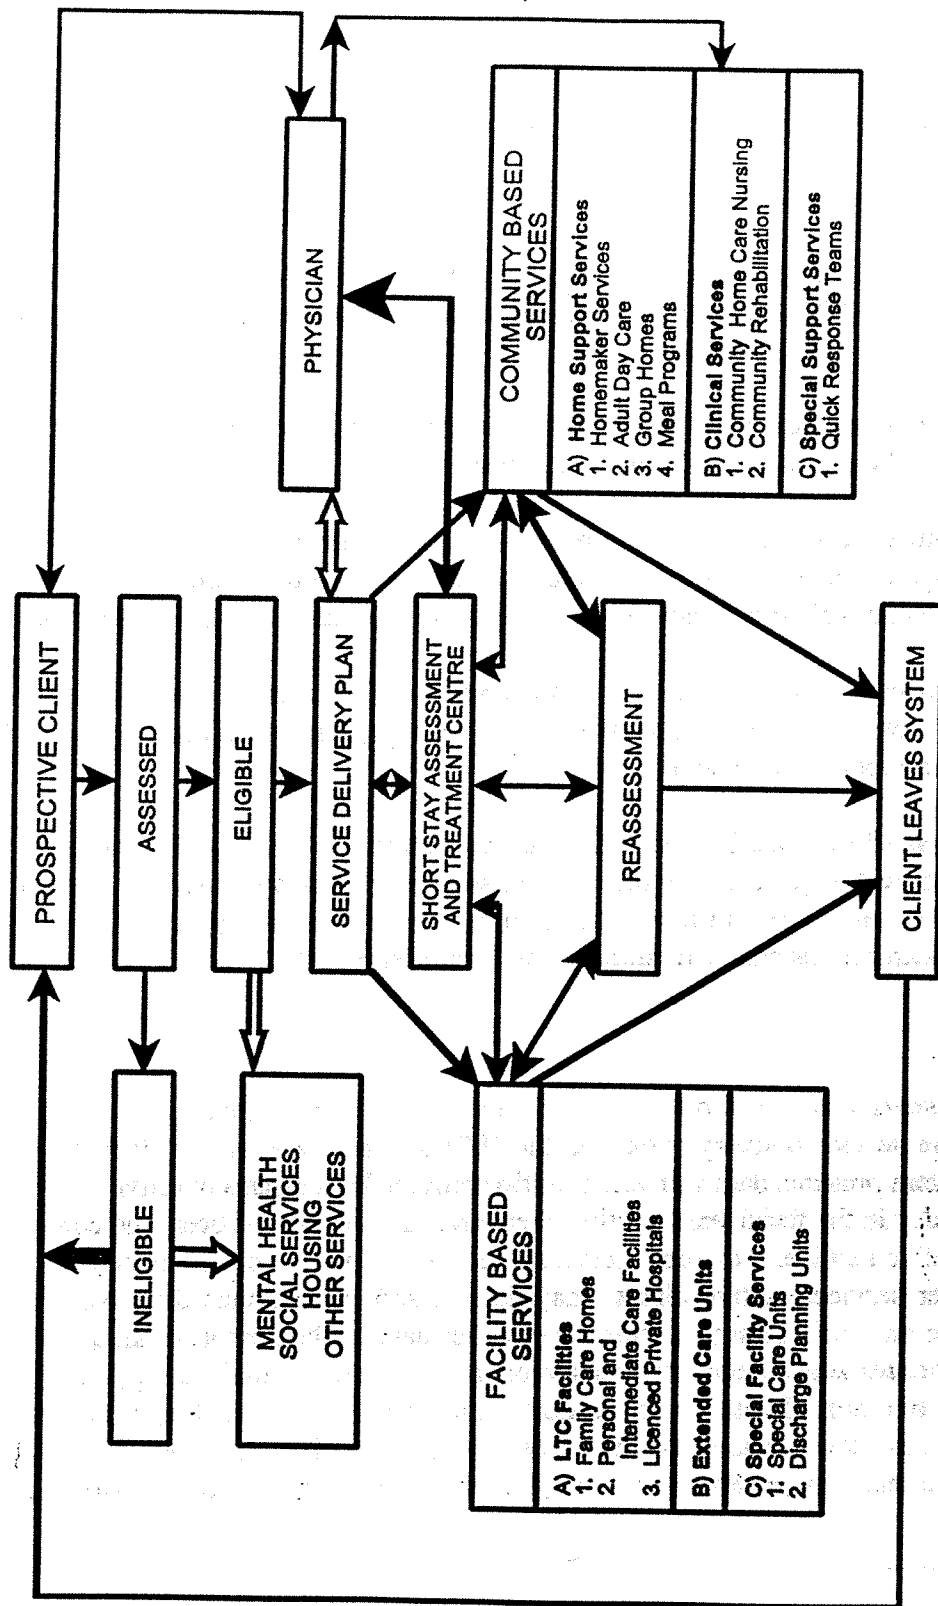 PROSPECTIVE CLIENT
ASSESSED
INELIGIBLE
ELIGIBLE
MENTAL HEALTH
SOCIAL SERVICES
HOUSING
OTHER SERVICES
PHYSICIAN
SERVICE DELIVERY PLAN
SHORT STAY ASSESSMENT
AND TREATMENT CENTRE
FACILITY BASED
SERVICES
A) LTC Facilities
1. Family Care Homes
2. Personal and
Intermediate Care Facilities
3. Licenced Private Hospitals
B) Extended Care Units
C) Special Facility Services
1. Special Care Units
2. Discharge Planning Units
REASSESSMENT
COMMUNITY BASED
SERVICES
A) Home Support Services
1. Homemaker Services
2. Adult Day Care
3. Group Homes
4. Meal Programs
B) Clinical Services
1. Community Home Care Nursing
2. Community Rehabilitation
C) Special Support Services
1. Quick Response Teams
CLIENT LEAVES SYSTEM